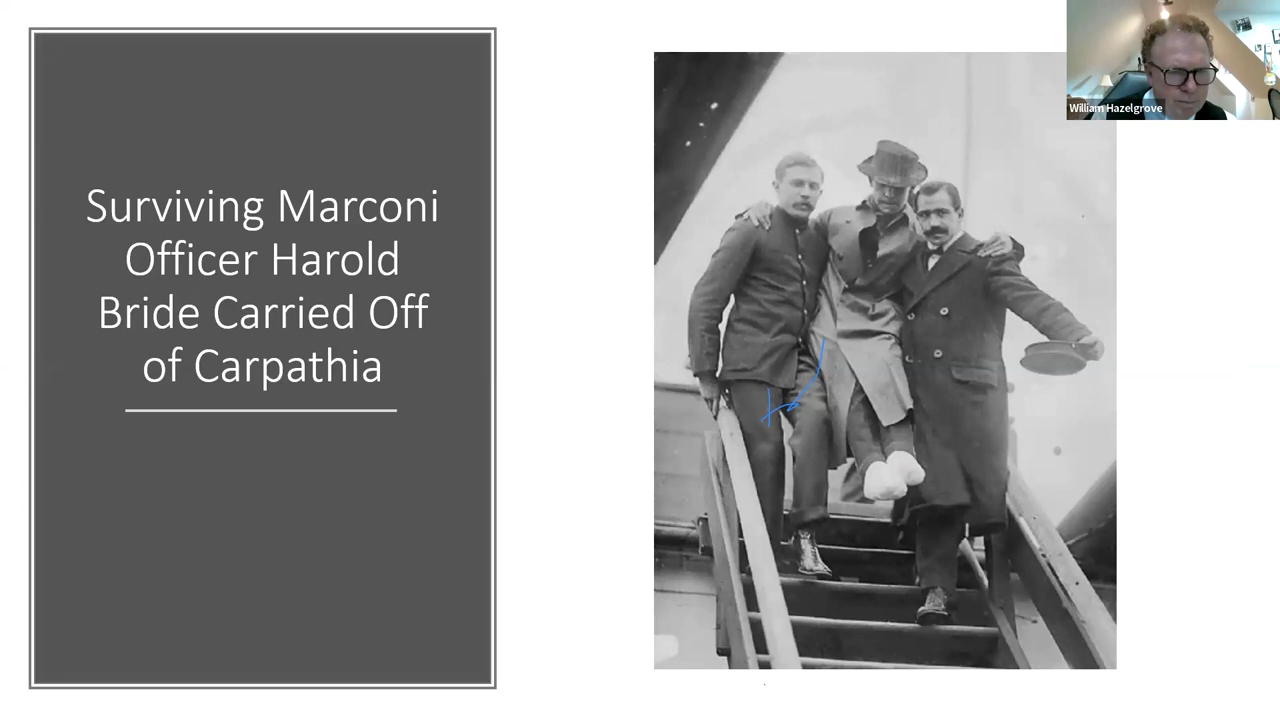 Surviving Marconi
Officer Harold
Bride Carried Off
of Carpathia
William Hazelgrove